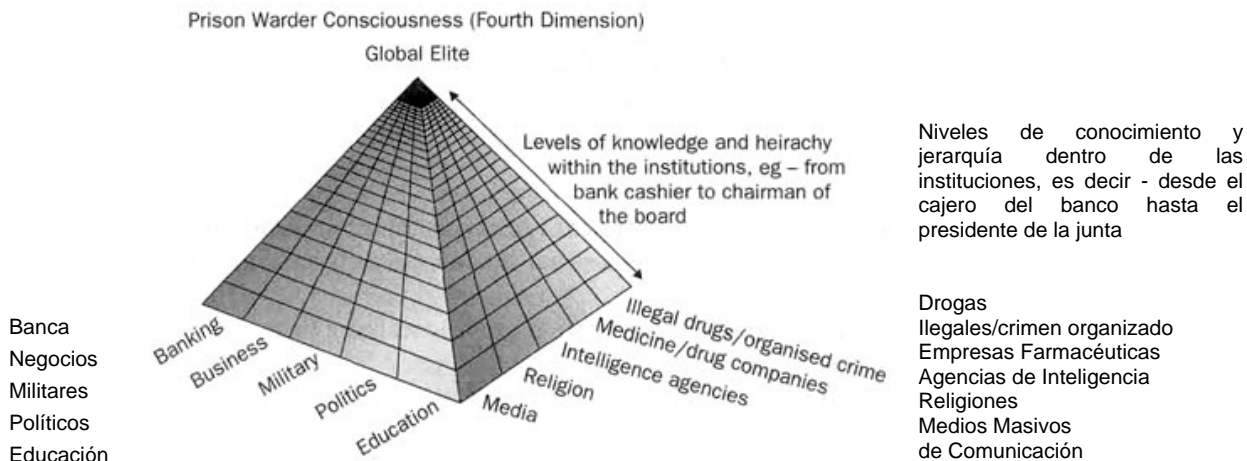 Prison Warder Consciousness (Fourth Dimension)
Global Elite
Levels of knowledge and heirachy
within the institutions, eg – from
bank cashier to chairman of
the board
Niveles de conocimiento y
jerarquía dentro de las
instituciones, es decir - desde el
cajero del banco hasta el
presidente de la junta
Banca
Negocios
Militares
Políticos
Educación
Banking
Business
Military
Politics
Education
Media
Religion
Intelligence agencies
Medicine/drug companies
Illegal drugs/organised crime
Drogas
Ilegales/crimen organizado
Empresas Farmacéuticas
Agencias de Inteligencia
Religiones
Medios Masivos
de Comunicación